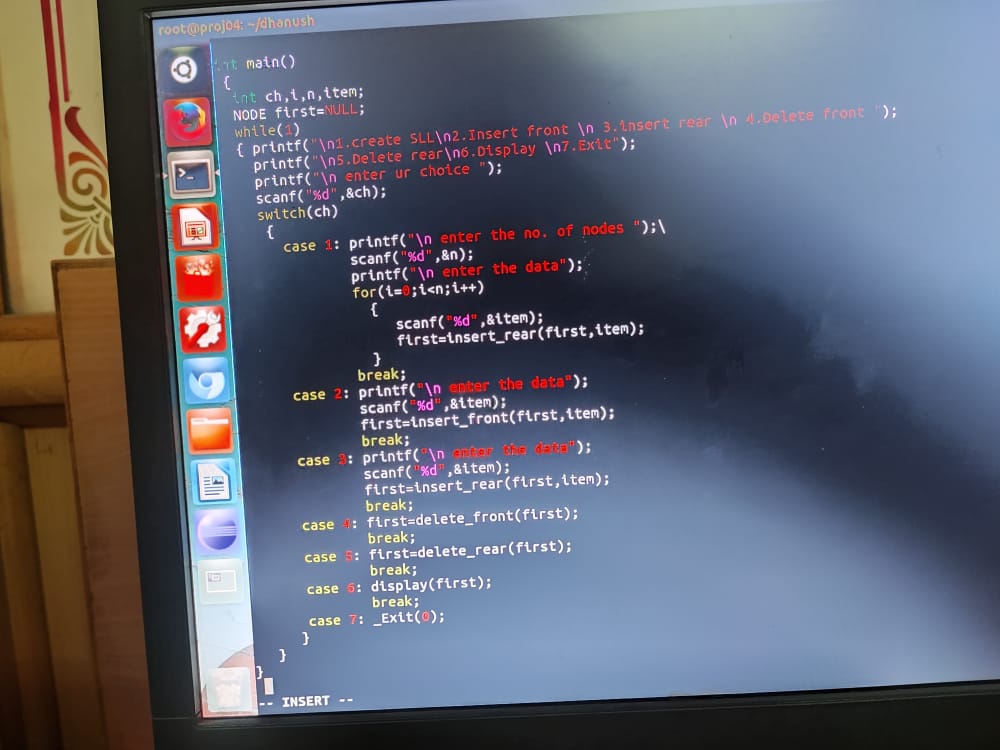 root@proj04: ~/dhanush
int main()
{
int ch,i,n,item;
NODE first=NULL;
while(1)
{ printf("\n1.create SLL\n2.Insert front \n 3.insert rear \n 4.Delete front ");
printf("\n5.Delete rear\n6.Display \n7.Exit");
printf("\n enter ur choice ");
scanf("%d",&ch);
switch(ch)
{
case 1: printf("\n enter the no. of nodes ");\
scanf("%d",&n);
printf("\n enter the data");
for(i=0;i<n;i++)
{
scanf("%d",&item);
first=insert_rear(first,item);
}
break;
case 2: printf("\n enter the data");
scanf("%d",&item);
first=insert_front(first,item);
break;
case 3: printf("\n enter the data");
scanf("%d",&item);
first=insert_rear(first,item);
break;
case 4: first=delete_front(first);
break;
case 5: first=delete_rear(first);
break;
case 6: display(first);
break;
case 7: _Exit(0);
}
}
}
-- INSERT --